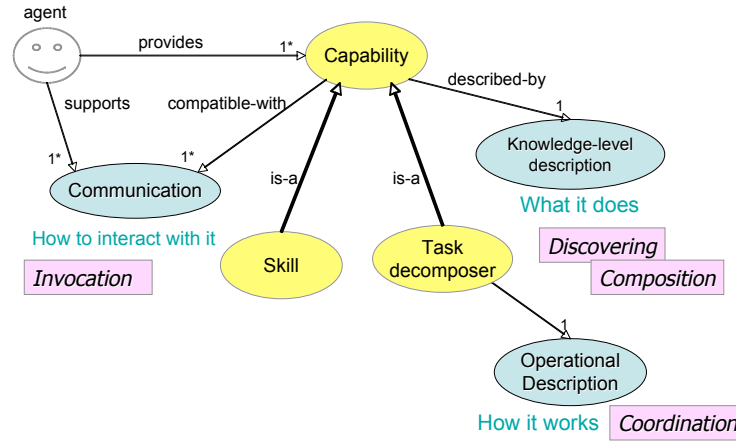 agent
provides
1*
Capability
supports
compatible-with
described-by
1
1*
1*
Communication
Knowledge-level
description
is-a
is-a
How to interact with it
What it does
Invocation
Skill
Task
decomposer
Discovering
Composition
1
Operational
Description
How it works
Coordination